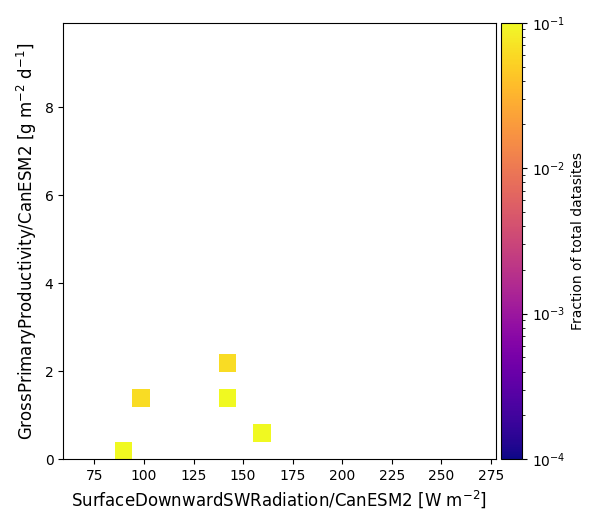 GrossPrimaryProductivity/CanESM2 [g m⁻² d⁻¹]
8
6
4
2
0
75 100 125 150 175 200 225 250 275
SurfaceDownwardSWRadiation/CanESM2 [W m⁻²]
10⁻¹
10⁻²
10⁻³
10⁻⁴
Fraction of total datasites